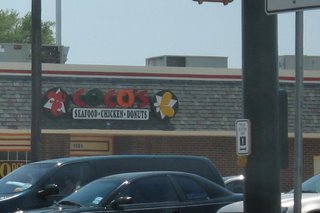 COCO'S
SEAFOOD • CHICKEN • DONUTS